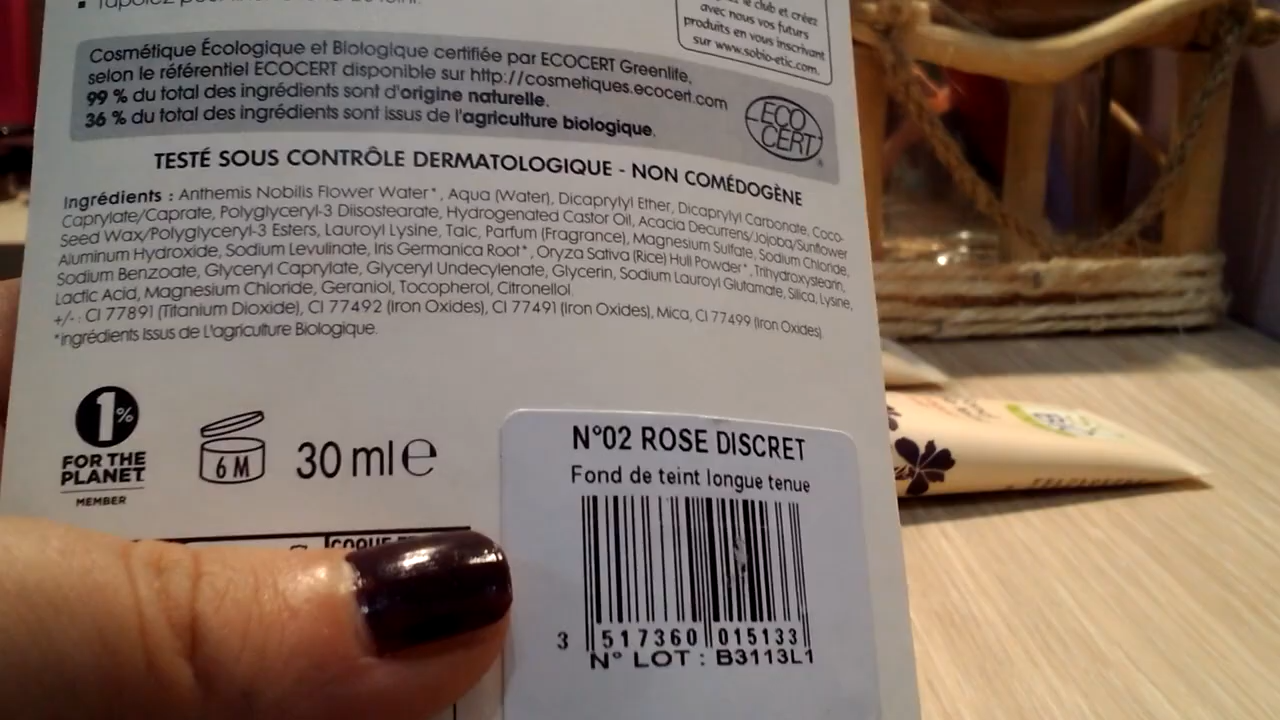 le club et créez
avec nous vos futurs
produits en vous inscrivant
sur www.sobio-etic.com.
Cosmétique Écologique et Biologique certifiée par ECOCERT Greenlife,
selon le référentiel ECOCERT disponible sur http://cosmetiques.ecocert.com
99 % du total des ingrédients sont d'origine naturelle.
36 % du total des ingrédients sont issus de l'agriculture biologique.
ECO
CERT
TESTÉ SOUS CONTRÔLE DERMATOLOGIQUE - NON COMÉDOGÈNE
Ingrédients : Anthemis Nobilis Flower Water*, Aqua (Water), Dicaprylyl Ether, Dicaprylyl Carbonate, Coco-
Caprylate/Caprate, Polyglyceryl-3 Diisostearate, Hydrogenated Castor Oil, Acacia Decurrens/Jojoba/Sunflower
Seed Wax/Polyglyceryl-3 Esters, Lauroyl Lysine, Talc, Parfum (Fragrance), Magnesium Sulfate, Sodium Chloride,
Aluminum Hydroxide, Sodium Levulinate, Iris Germanica Root*, Oryza Sativa (Rice) Hull Powder*, Trihydroxystearin,
Sodium Benzoate, Glyceryl Caprylate, Glyceryl Undecylenate, Glycerin, Sodium Lauroyl Glutamate, Silica, Lysine,
Lactic Acid, Magnesium Chloride, Geraniol, Tocopherol, Citronellol
+/- : CI 77891 (Titanium Dioxide), CI 77492 (Iron Oxides), CI 77491 (Iron Oxides), Mica, CI 77499 (Iron Oxides)
*Ingrédients Issus de L'agriculture Biologique.
1%
FOR THE
PLANET
MEMBER
6 M
30 ml e
N°02 ROSE DISCRET
Fond de teint longue tenue
3 517360 015133
N° LOT : B3113L1